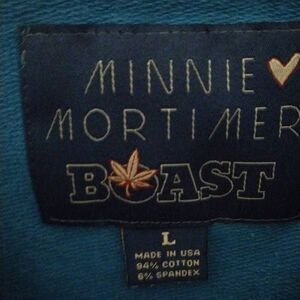 MINNIE
MORTIMER
BOAST
L
MADE IN USA
94% COTTON
6% SPANDEX